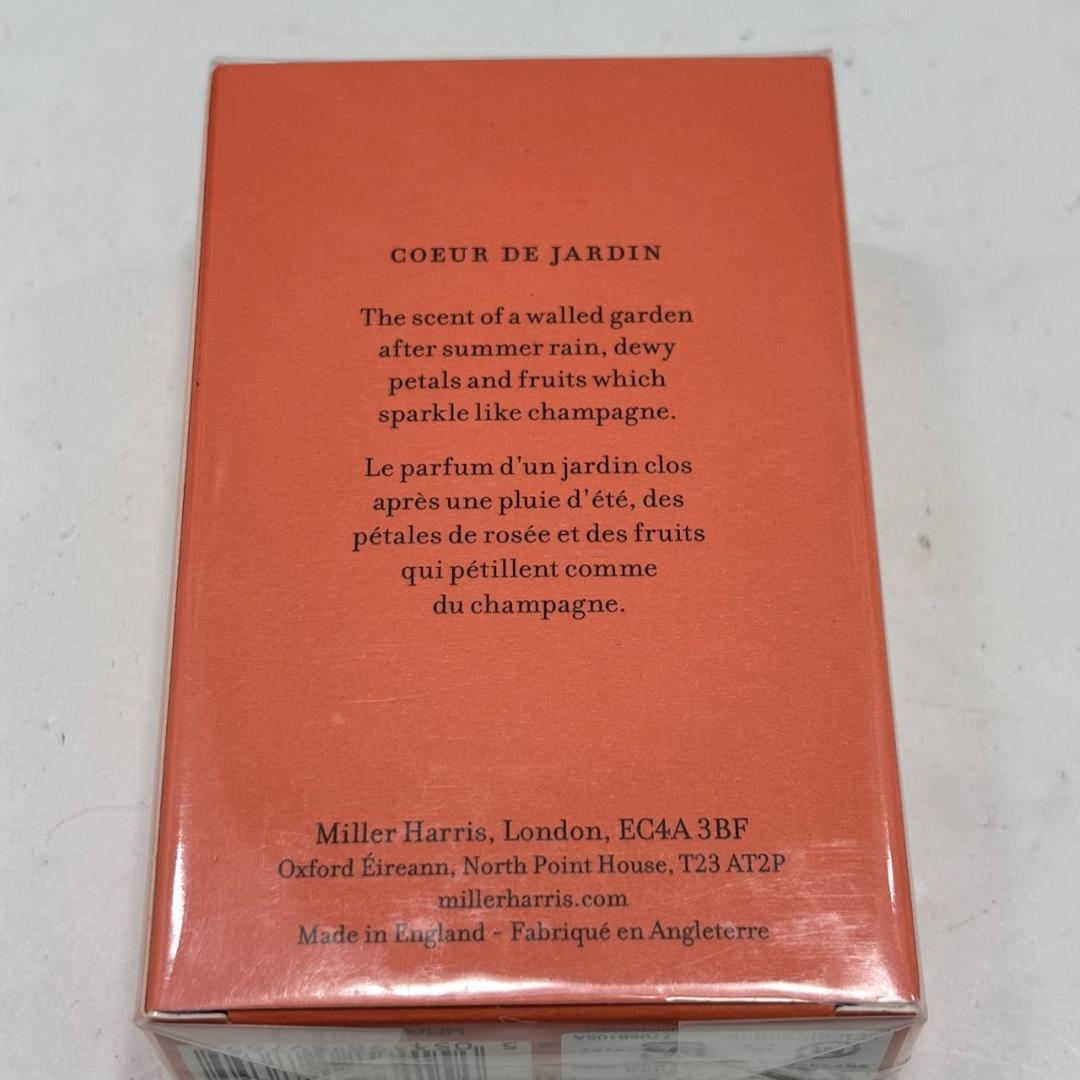 COEUR DE JARDIN
The scent of a walled garden
after summer rain, dewy
petals and fruits which
sparkle like champagne.
Le parfum d'un jardin clos
après une pluie d'été, des
pétales de rosée et des fruits
qui pétillent comme
du champagne.
Miller Harris, London, EC4A 3BF
Oxford Éireann, North Point House, T23 AT2P
millerharris.com
Made in England - Fabriqué en Angleterre